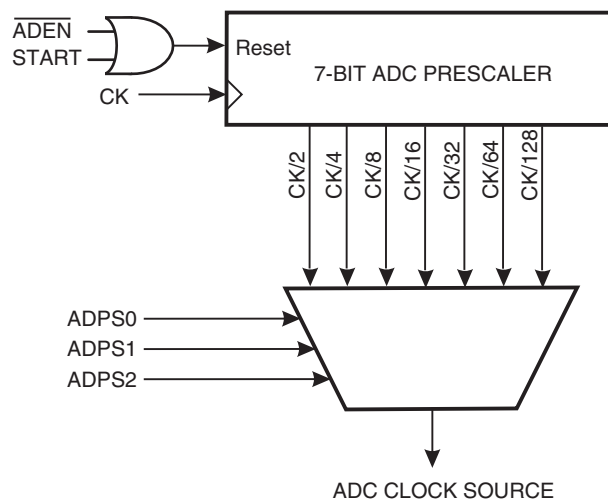 ADEN
START
Reset
CK
7-BIT ADC PRESCALER
CK/2
CK/4
CK/8
CK/16
CK/32
CK/64
CK/128
ADPS0
ADPS1
ADPS2
ADC CLOCK SOURCE